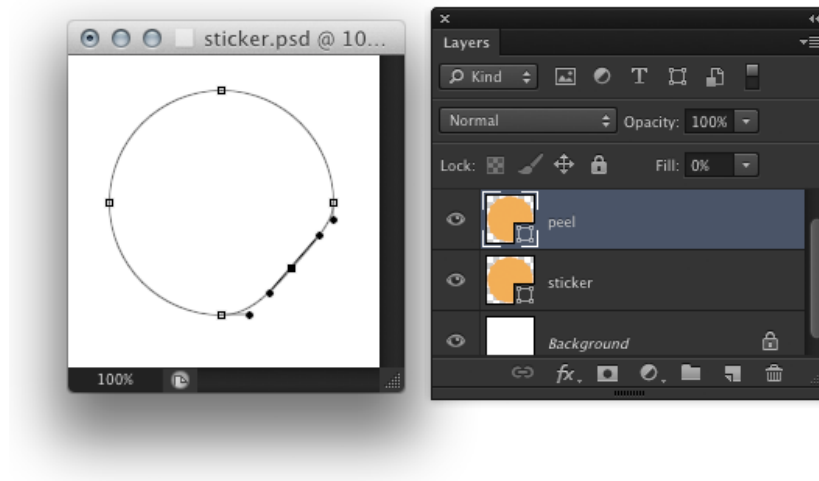 sticker.psd @ 10...
100%
Layers
Kind
Normal
Opacity: 100%
Lock:
Fill: 0%
peel
sticker
Background
fx